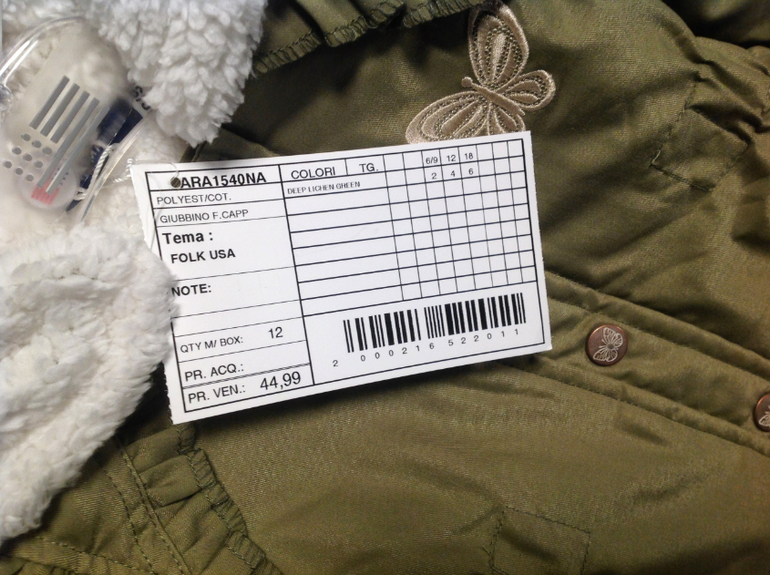 ARA1540NA
POLYEST/COT.
GIUBBINO F.CAPP
Tema :
FOLK USA
NOTE:
QTY M/ BOX: 12
PR. ACQ.:
PR. VEN.: 44,99
COLORI TG. 6/9 12 18
DEEP LICHEN GREEN 2 4 6
2 000216 522011